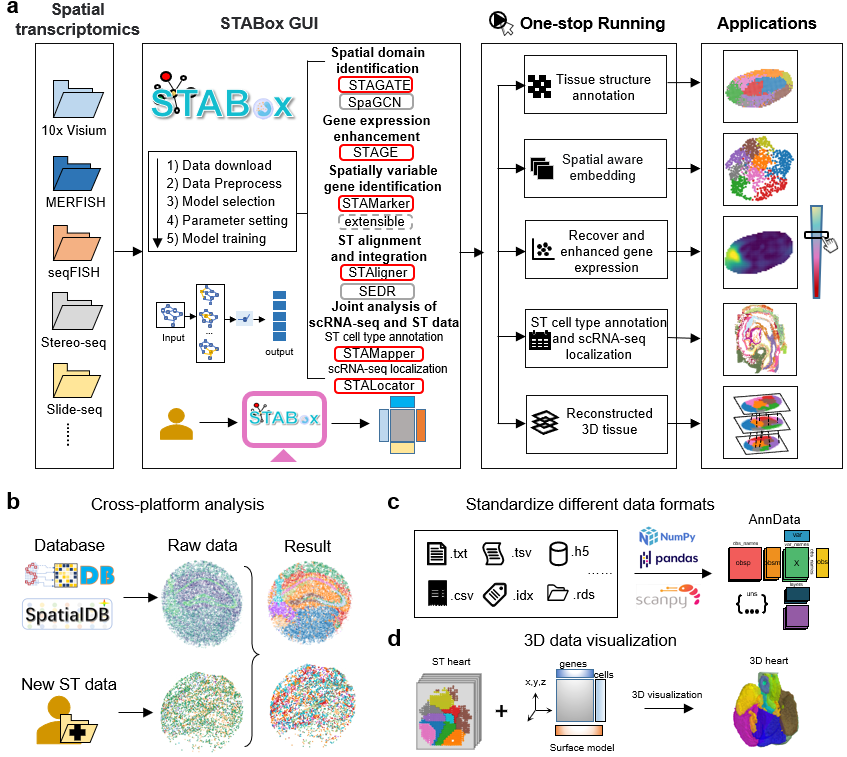 a
Spatial
transcriptomics
10x Visium
MERFISH
seqFISH
Stereo-seq
Slide-seq
STABox GUI
STABox
1) Data download
2) Data Preprocess
3) Model selection
4) Parameter setting
5) Model training
Input
...
output
STABox
Spatial domain
identification
STAGATE
SpaGCN
Gene expression
enhancement
STAGE
Spatially variable
gene identification
STAMarker
extensible
ST alignment
and integration
STAligner
SEDR
Joint analysis of
scRNA-seq and ST data
ST cell type annotation
STAMapper
scRNA-seq localization
STALocator
One-stop Running
Tissue structure
annotation
Spatial aware
embedding
Recover and
enhanced gene
expression
ST cell type annotation
and scRNA-seq
localization
Reconstructed
3D tissue
Applications
b
Cross-platform analysis
Database
Raw data
Result
SODB
SpatialDB
New ST data
c
Standardize different data formats
.txt
.tsv
.h5
......
.csv
.idx
.rds
NumPy
pandas
scanpy
AnnData
var
obs_names
var_names
obsp
obsm
X
obs
uns
{...}
layers
d
3D data visualization
ST heart
+
x,y,z
genes
cells
Surface model
3D visualization
3D heart